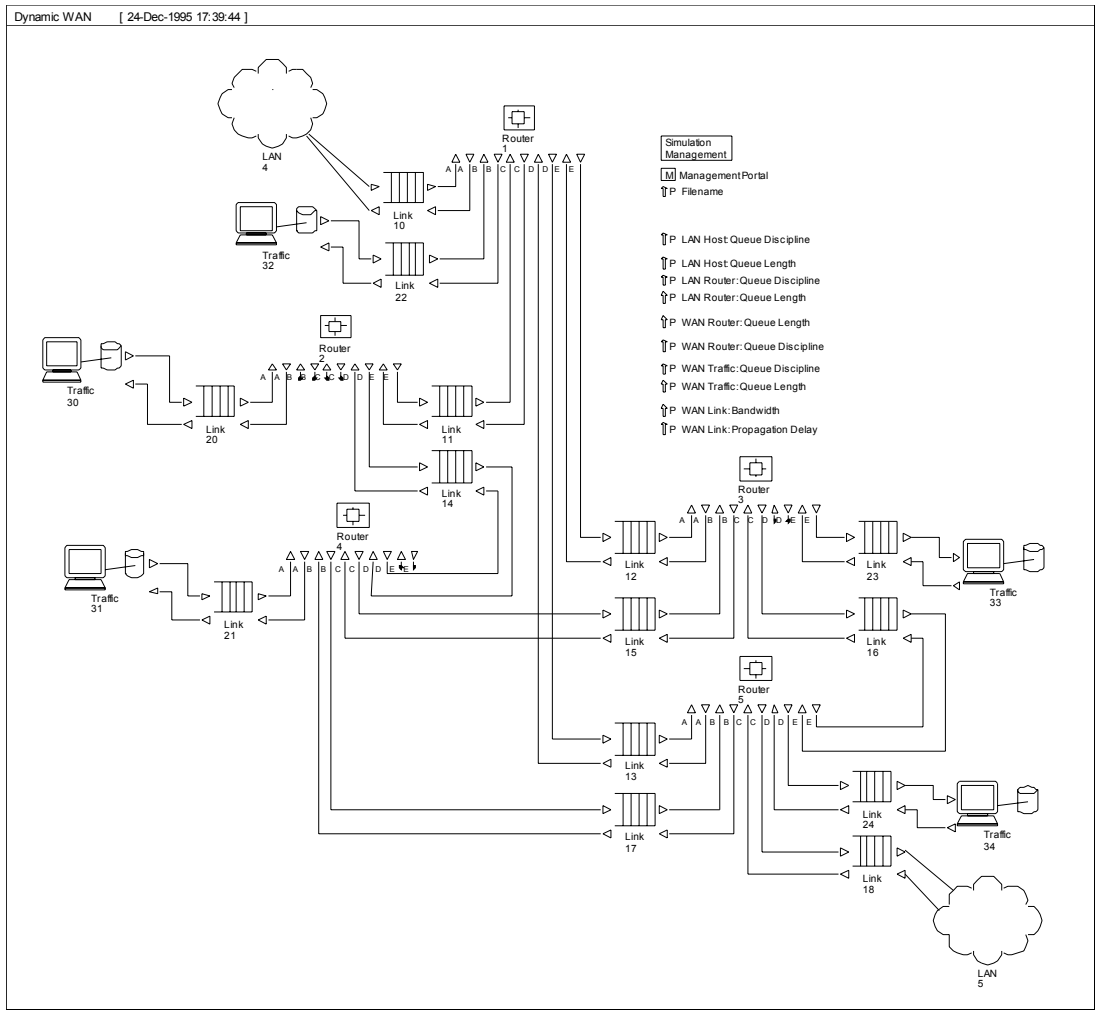 Dynamic WAN [ 24-Dec-1995 17:39:44 ]
LAN
4
Router
1
A A B B C C D D E E
Link
10
Traffic
32
Link
22
Simulation
Management
M Management Portal
P Filename
P LAN Host: Queue Discipline
P LAN Host: Queue Length
P LAN Router: Queue Discipline
P LAN Router: Queue Length
P WAN Router: Queue Length
P WAN Router: Queue Discipline
P WAN Traffic: Queue Discipline
P WAN Traffic: Queue Length
P WAN Link: Bandwidth
P WAN Link: Propagation Delay
Router
2
A A B B C C D D E E
Traffic
30
Link
20
Link
11
Link
14
Router
4
A A B B C C D D E E
Traffic
31
Link
21
Router
3
A A B B C C D D E E
Link
12
Link
23
Traffic
33
Link
15
Link
16
Router
5
A A B B C C D D E E
Link
13
Link
17
Link
24
Traffic
34
Link
18
LAN
5